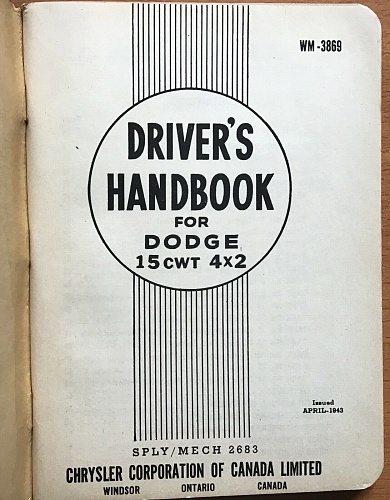 WM-3869
DRIVER'S
HANDBOOK
FOR
DODGE
15 CWT 4x2
Issued
APRIL-1943
SPLY/MECH 2683
CHRYSLER CORPORATION OF CANADA LIMITED
WINDSOR ONTARIO CANADA